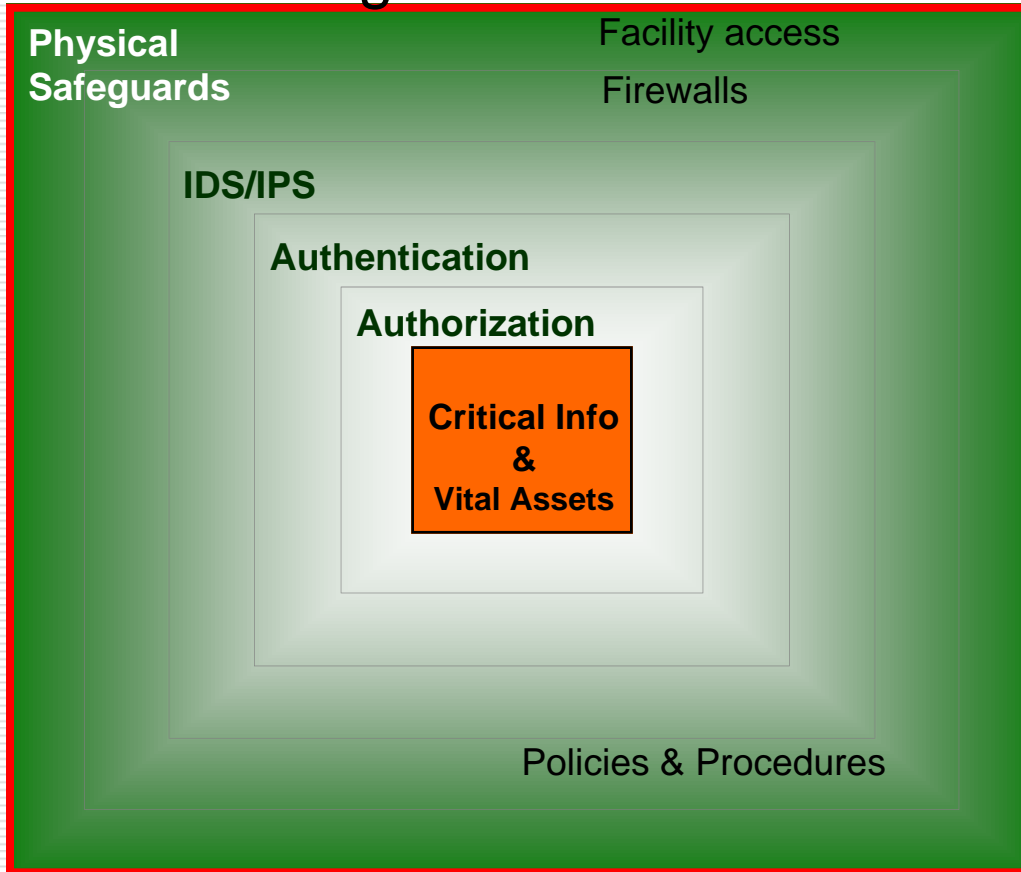 Physical
Safeguards
Facility access
Firewalls
IDS/IPS
Authentication
Authorization
Critical Info
&
Vital Assets
Policies & Procedures